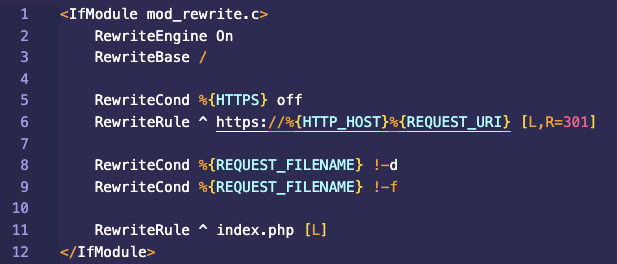 1 <IfModule mod_rewrite.c>
2 RewriteEngine On
3 RewriteBase /
4
5 RewriteCond %{HTTPS} off
6 RewriteRule ^ https://%{HTTP_HOST}%{REQUEST_URI} [L,R=301]
7
8 RewriteCond %{REQUEST_FILENAME} !-d
9 RewriteCond %{REQUEST_FILENAME} !-f
10
11 RewriteRule ^ index.php [L]
12 </IfModule>